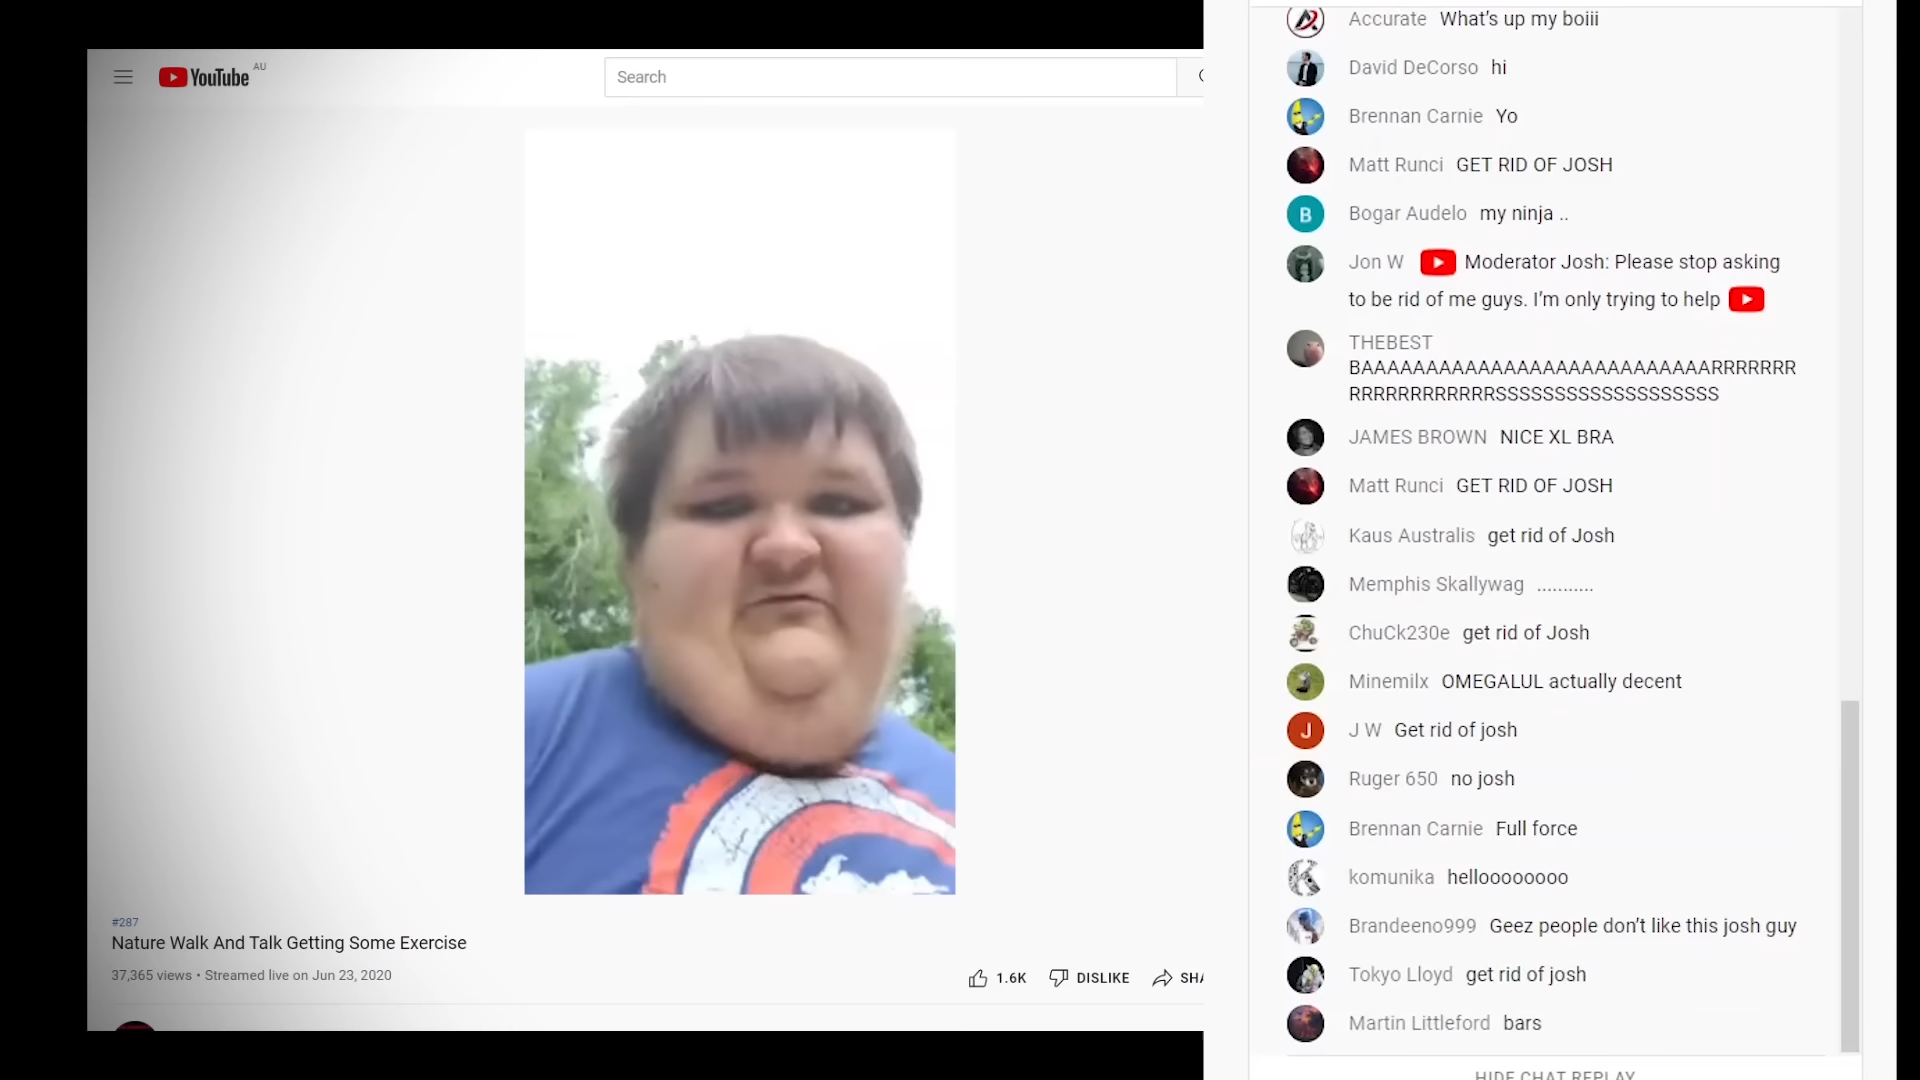 YouTube AU
Search
#287
Nature Walk And Talk Getting Some Exercise
37,365 views • Streamed live on Jun 23, 2020
1.6K DISLIKE SHA
Accurate What's up my boiii
David DeCorso hi
Brennan Carnie Yo
Matt Runci GET RID OF JOSH
B
Bogar Audelo my ninja ..
Jon W Moderator Josh: Please stop asking
to be rid of me guys. I'm only trying to help
THEBEST
BAAAAAAAAAAAAAAAAAAAAAAAAAAARRRRRRR
RRRRRRRRRRRRSSSSSSSSSSSSSSSSSSS
JAMES BROWN NICE XL BRA
Matt Runci GET RID OF JOSH
Kaus Australis get rid of Josh
Memphis Skallywag ...........
ChuCk230e get rid of Josh
Minemilx OMEGALUL actually decent
J
J W Get rid of josh
Ruger 650 no josh
Brennan Carnie Full force
komunika helloooooooo
Brandeeno999 Geez people don't like this josh guy
Tokyo Lloyd get rid of josh
Martin Littleford bars
HIDE CHAT REPLAY